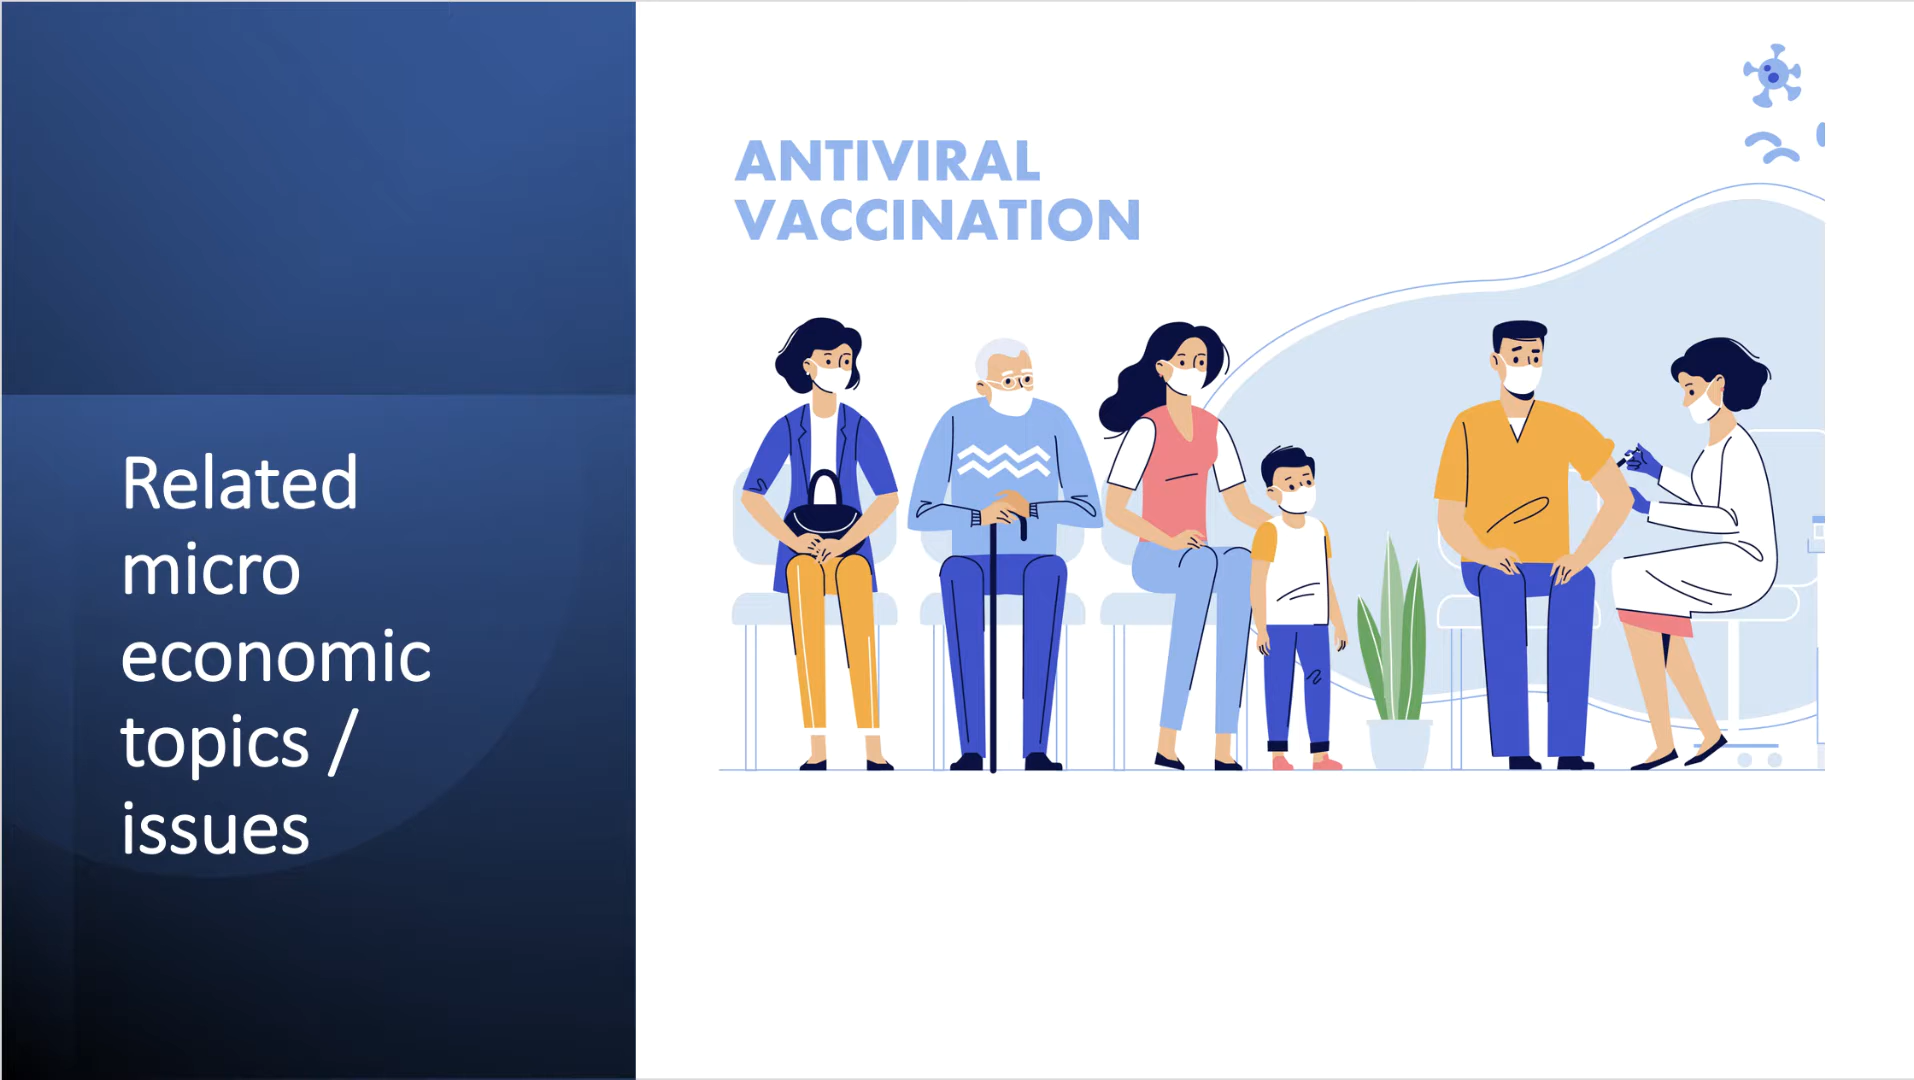 Related
micro
economic
topics /
issues
ANTIVIRAL
VACCINATION